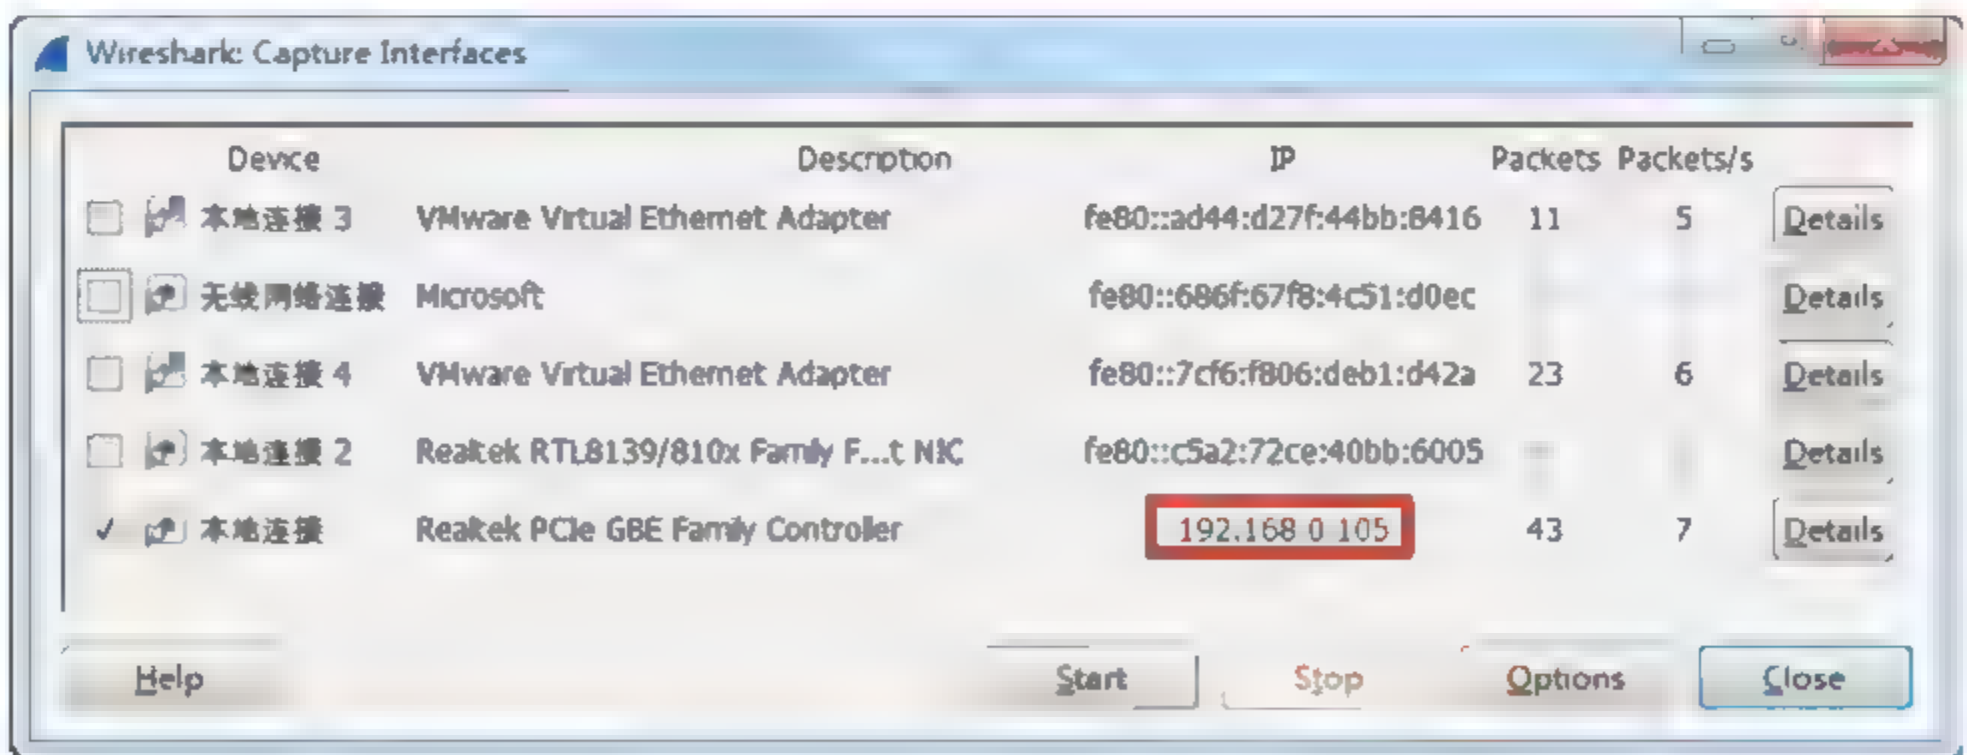 Wireshark: Capture Interfaces
Device Description IP Packets Packets/s
本地连接 3 VMware Virtual Ethernet Adapter fe80::ad44:d27f:44bb:8416 11 5 Details
无线网络连接 Microsoft fe80::686f:67f8:4c51:d0ec Details
本地连接 4 VMware Virtual Ethernet Adapter fe80::7cf6:f806:deb1:d42a 23 6 Details
本地连接 2 Realtek RTL8139/810x Family F...t NIC fe80::c5a2:72ce:40bb:6005 Details
本地连接 Realtek PCIe GBE Family Controller 192.168.0.105 43 7 Details
Help Start Stop Options Close